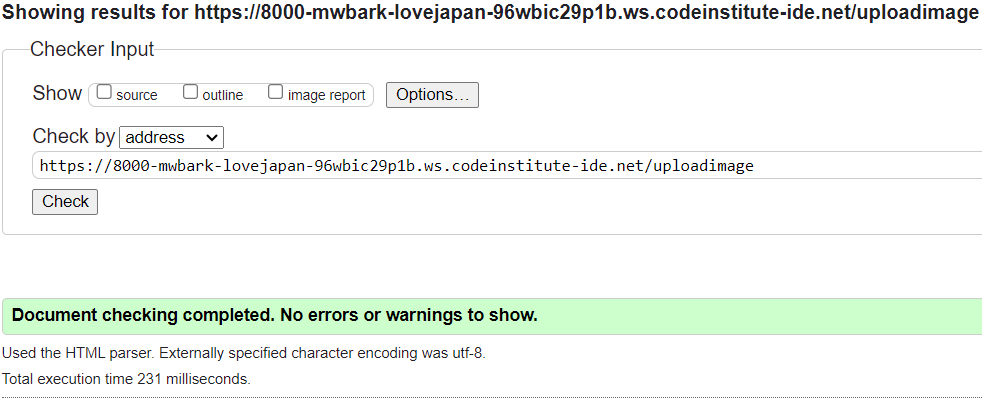 Showing results for https://8000-mwbark-lovejapan-96wbic29p1b.ws.codeinstitute-ide.net/uploadimage
Checker Input
Show source outline image report Options...
Check by address
https://8000-mwbark-lovejapan-96wbic29p1b.ws.codeinstitute-ide.net/uploadimage
Check
Document checking completed. No errors or warnings to show.
Used the HTML parser. Externally specified character encoding was utf-8.
Total execution time 231 milliseconds.